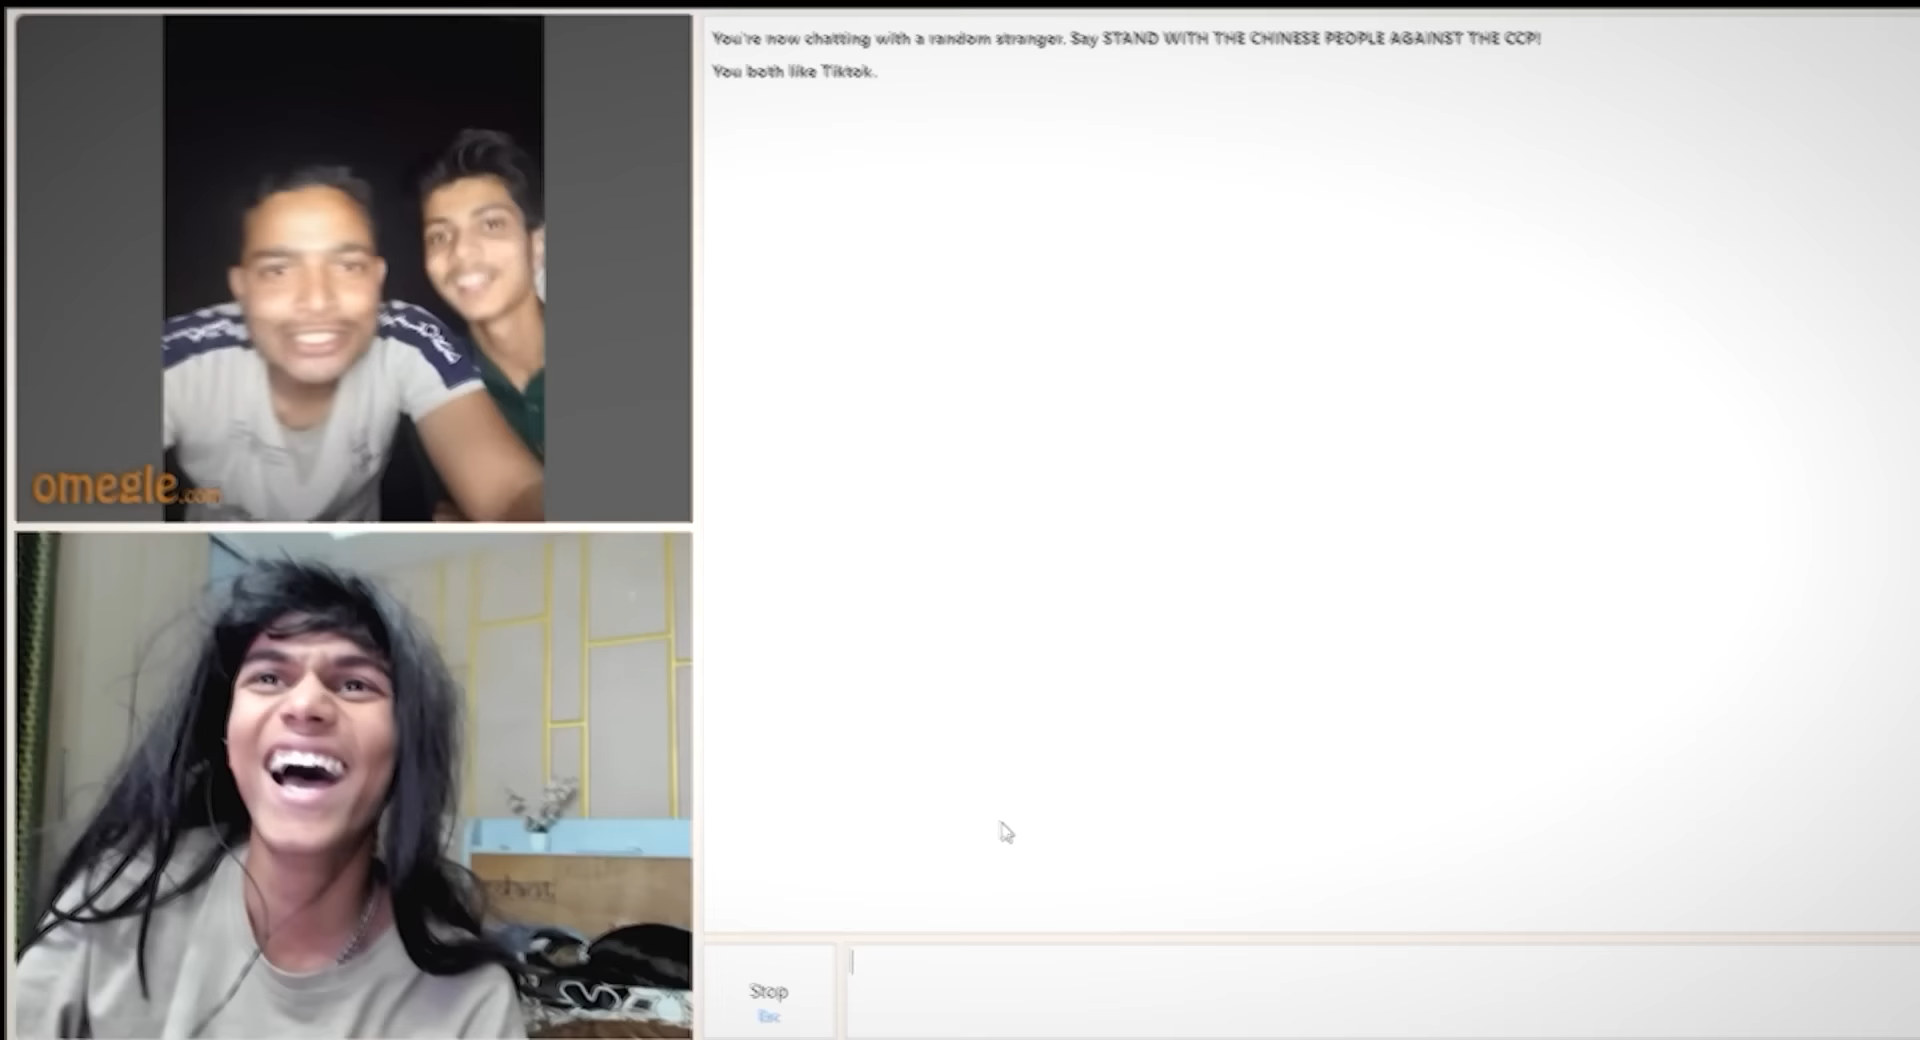 You're now chatting with a random stranger. Say STAND WITH THE CHINESE PEOPLE AGAINST THE CCP!
You both like Tiktok.
omegle.com
Stop
Esc